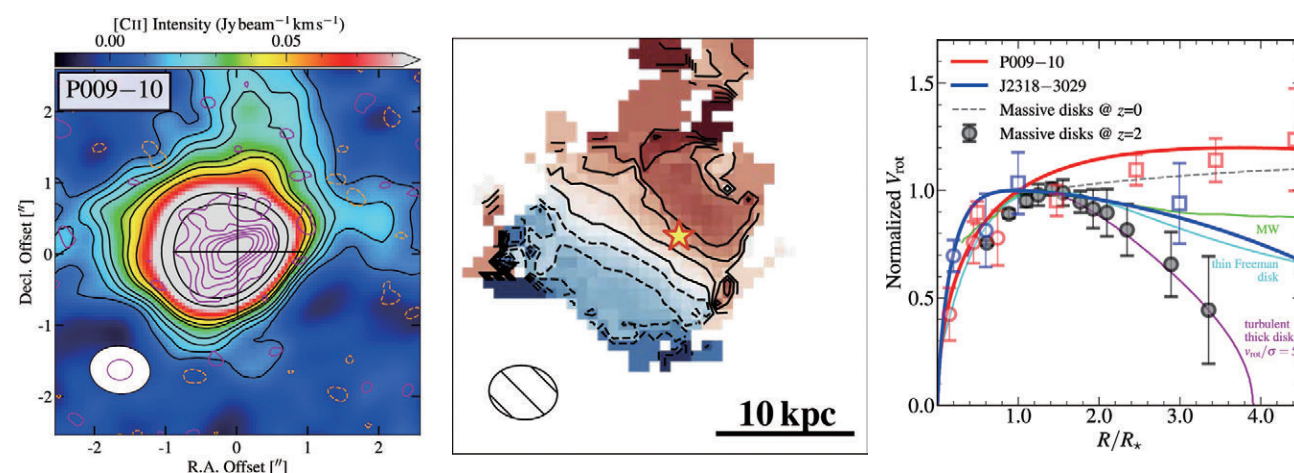 [CII] Intensity (Jy beam⁻¹ km s⁻¹)
0.00 0.05
P009−10
2
1
0
-1
-2
Decl. Offset ["]
-2 -1 0 1 2
R.A. Offset ["]
10 kpc
P009−10
J2318−3029
Massive disks @ z=0
Massive disks @ z=2
1.5
1.0
0.5
0.0
Normalized Vrot
MW
thin Freeman
disk
turbulent
thick disk
vrot/σ =
1.0 2.0 3.0 4.0
R/R⋆